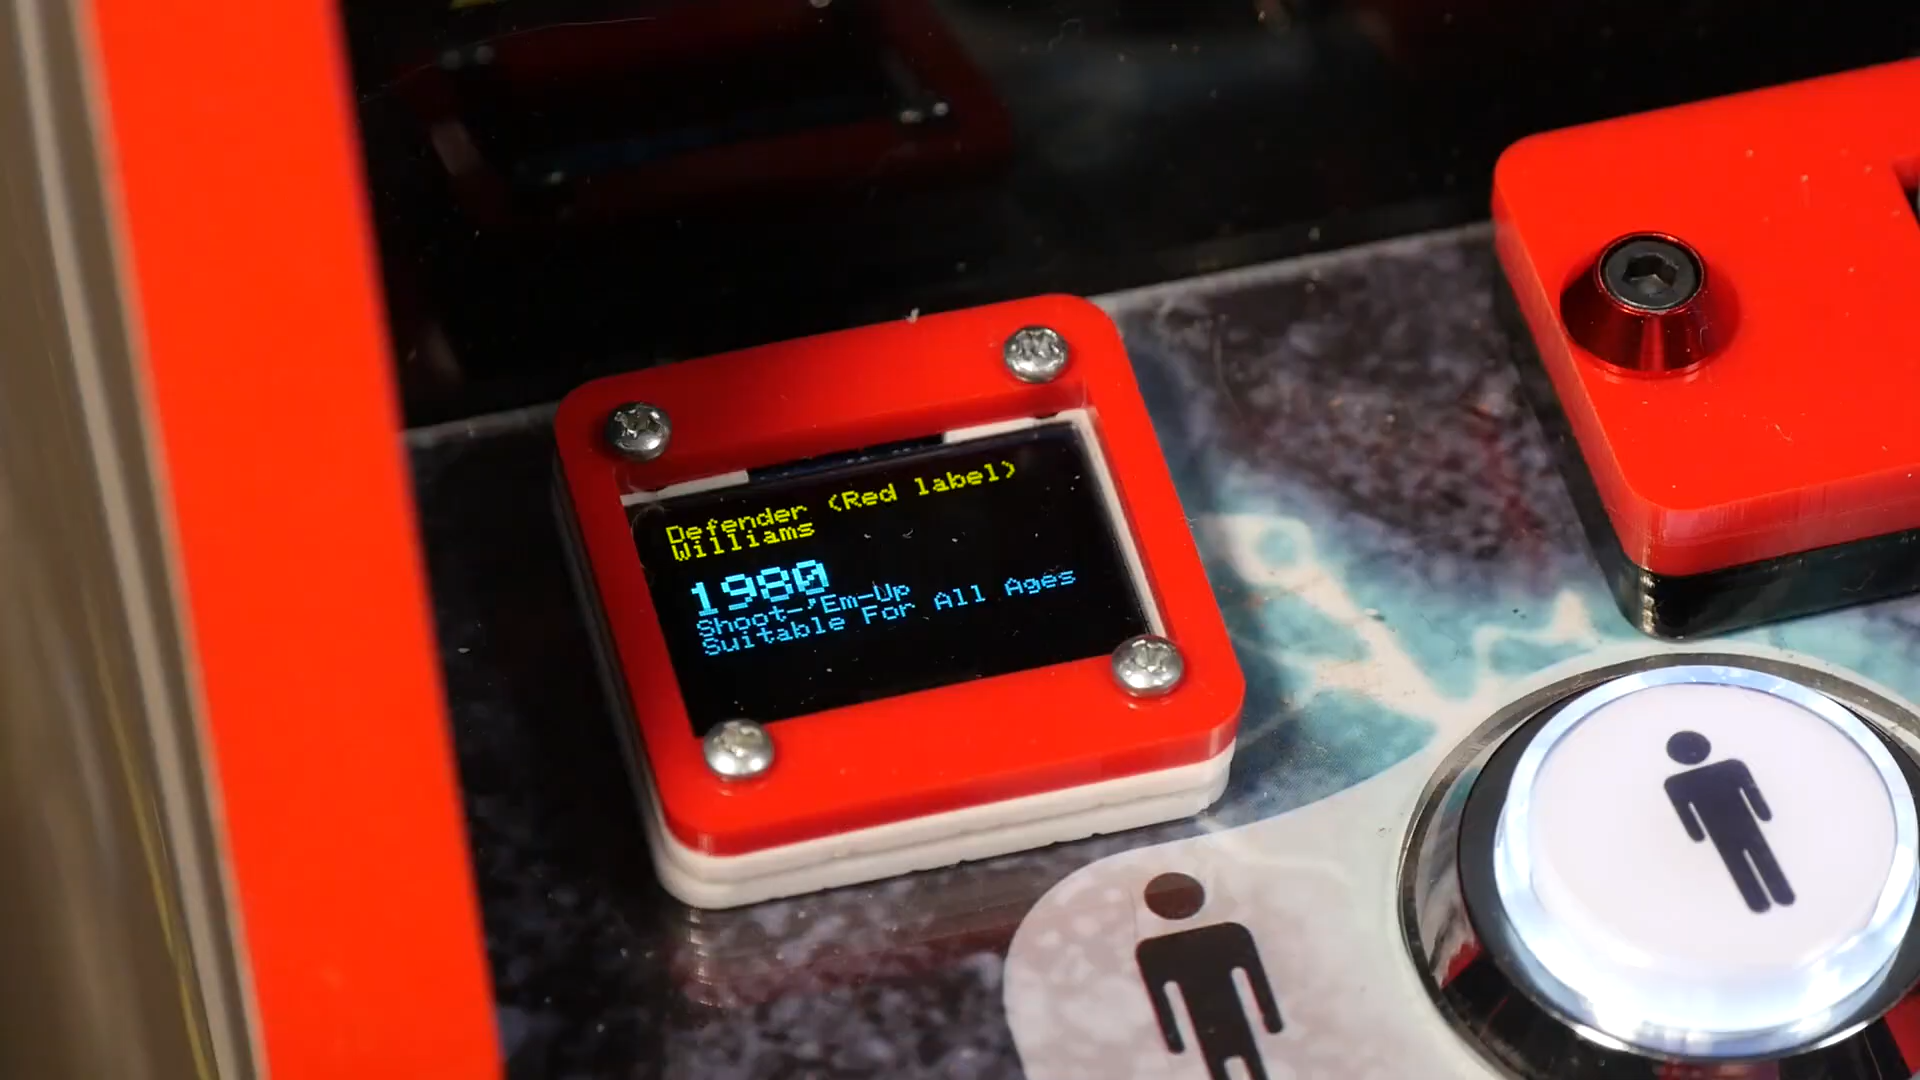 Defender (Red label)
Williams
1980
Shoot-'Em-Up
Suitable For All Ages